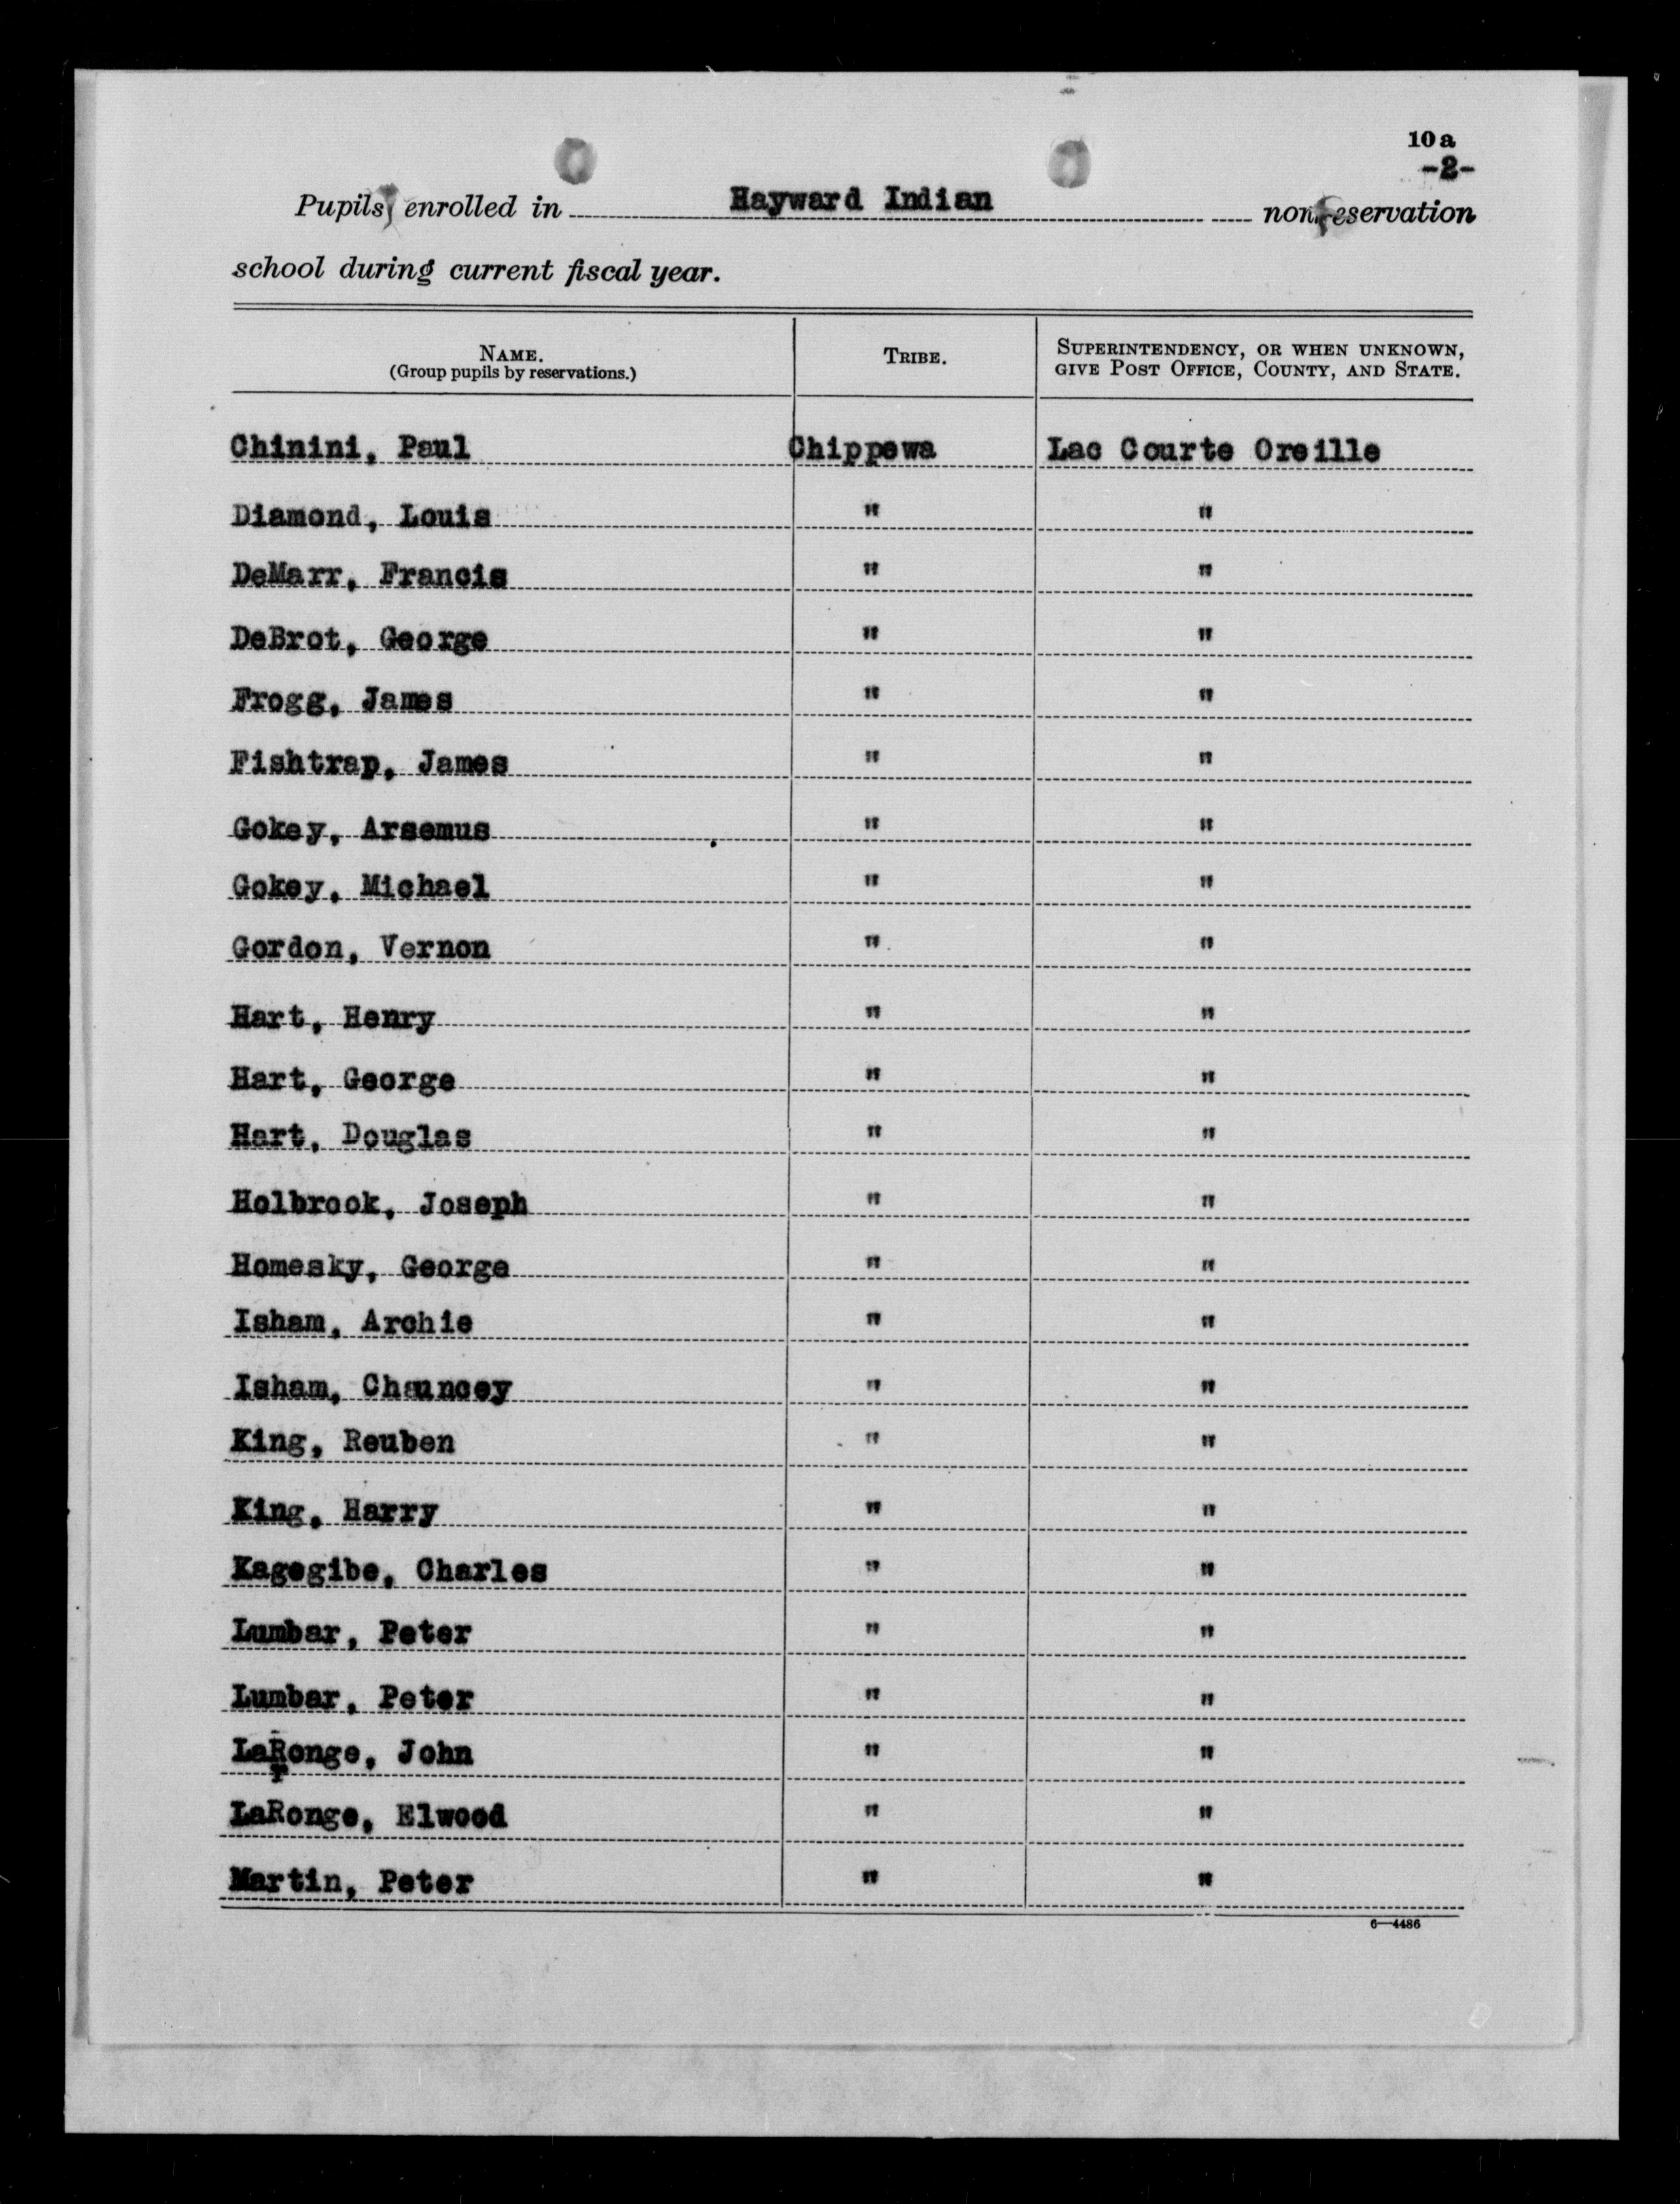 10a
-2-
Pupils enrolled in Hayward Indian nonreservation
school during current fiscal year.
NAME. TRIBE. SUPERINTENDENCY, OR WHEN UNKNOWN,
(Group pupils by reservations.) GIVE POST OFFICE, COUNTY, AND STATE.
Chinini, Paul Chippewa Lac Courte Oreille
Diamond, Louis " "
DeMarr, Francis " "
DeBrot, George " "
Frogg, James " "
Fishtrap, James " "
Gokey, Arsemus " "
Gokey, Michael " "
Gordon, Vernon " "
Hart, Henry " "
Hart, George " "
Hart, Douglas " "
Holbrook, Joseph " "
Homesky, George " "
Isham, Archie " "
Isham, Chauncey " "
King, Reuben " "
King, Harry " "
Kagegibe, Charles " "
Lumbar, Peter " "
Lumbar, Peter " "
LaRonge, John " "
LaRonge, Elwood " "
Martin, Peter " "
6—4486